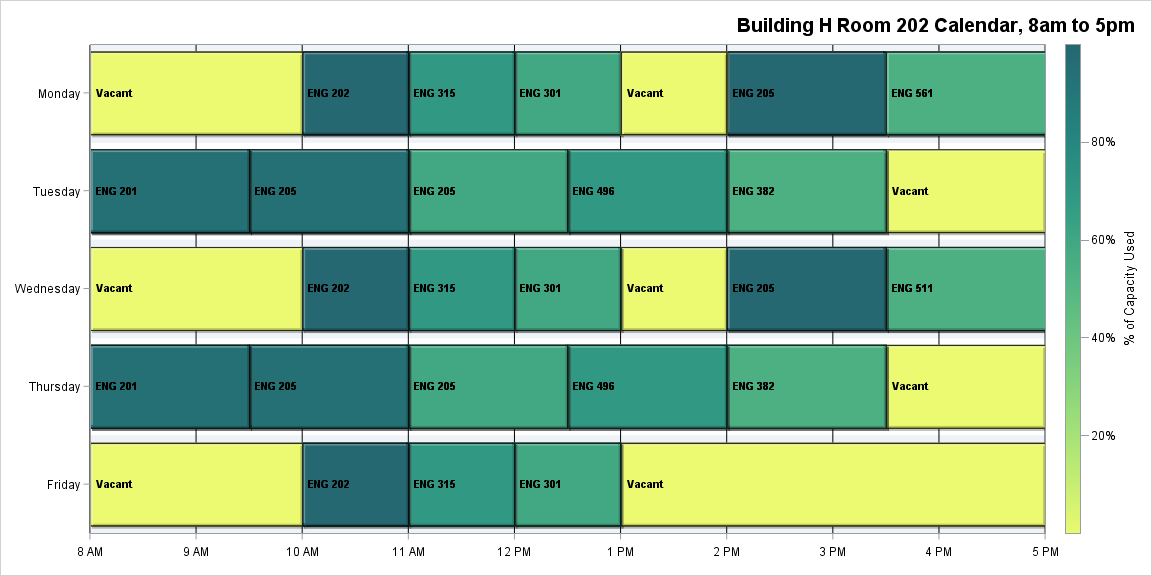 Building H Room 202 Calendar, 8am to 5pm
Monday
Vacant
ENG 202
ENG 315
ENG 301
Vacant
ENG 205
ENG 561
Tuesday
ENG 201
ENG 205
ENG 205
ENG 496
ENG 382
Vacant
Wednesday
Vacant
ENG 202
ENG 315
ENG 301
Vacant
ENG 205
ENG 511
Thursday
ENG 201
ENG 205
ENG 205
ENG 496
ENG 382
Vacant
Friday
Vacant
ENG 202
ENG 315
ENG 301
Vacant
8 AM
9 AM
10 AM
11 AM
12 PM
1 PM
2 PM
3 PM
4 PM
5 PM
80%
60%
40%
20%
% of Capacity Used